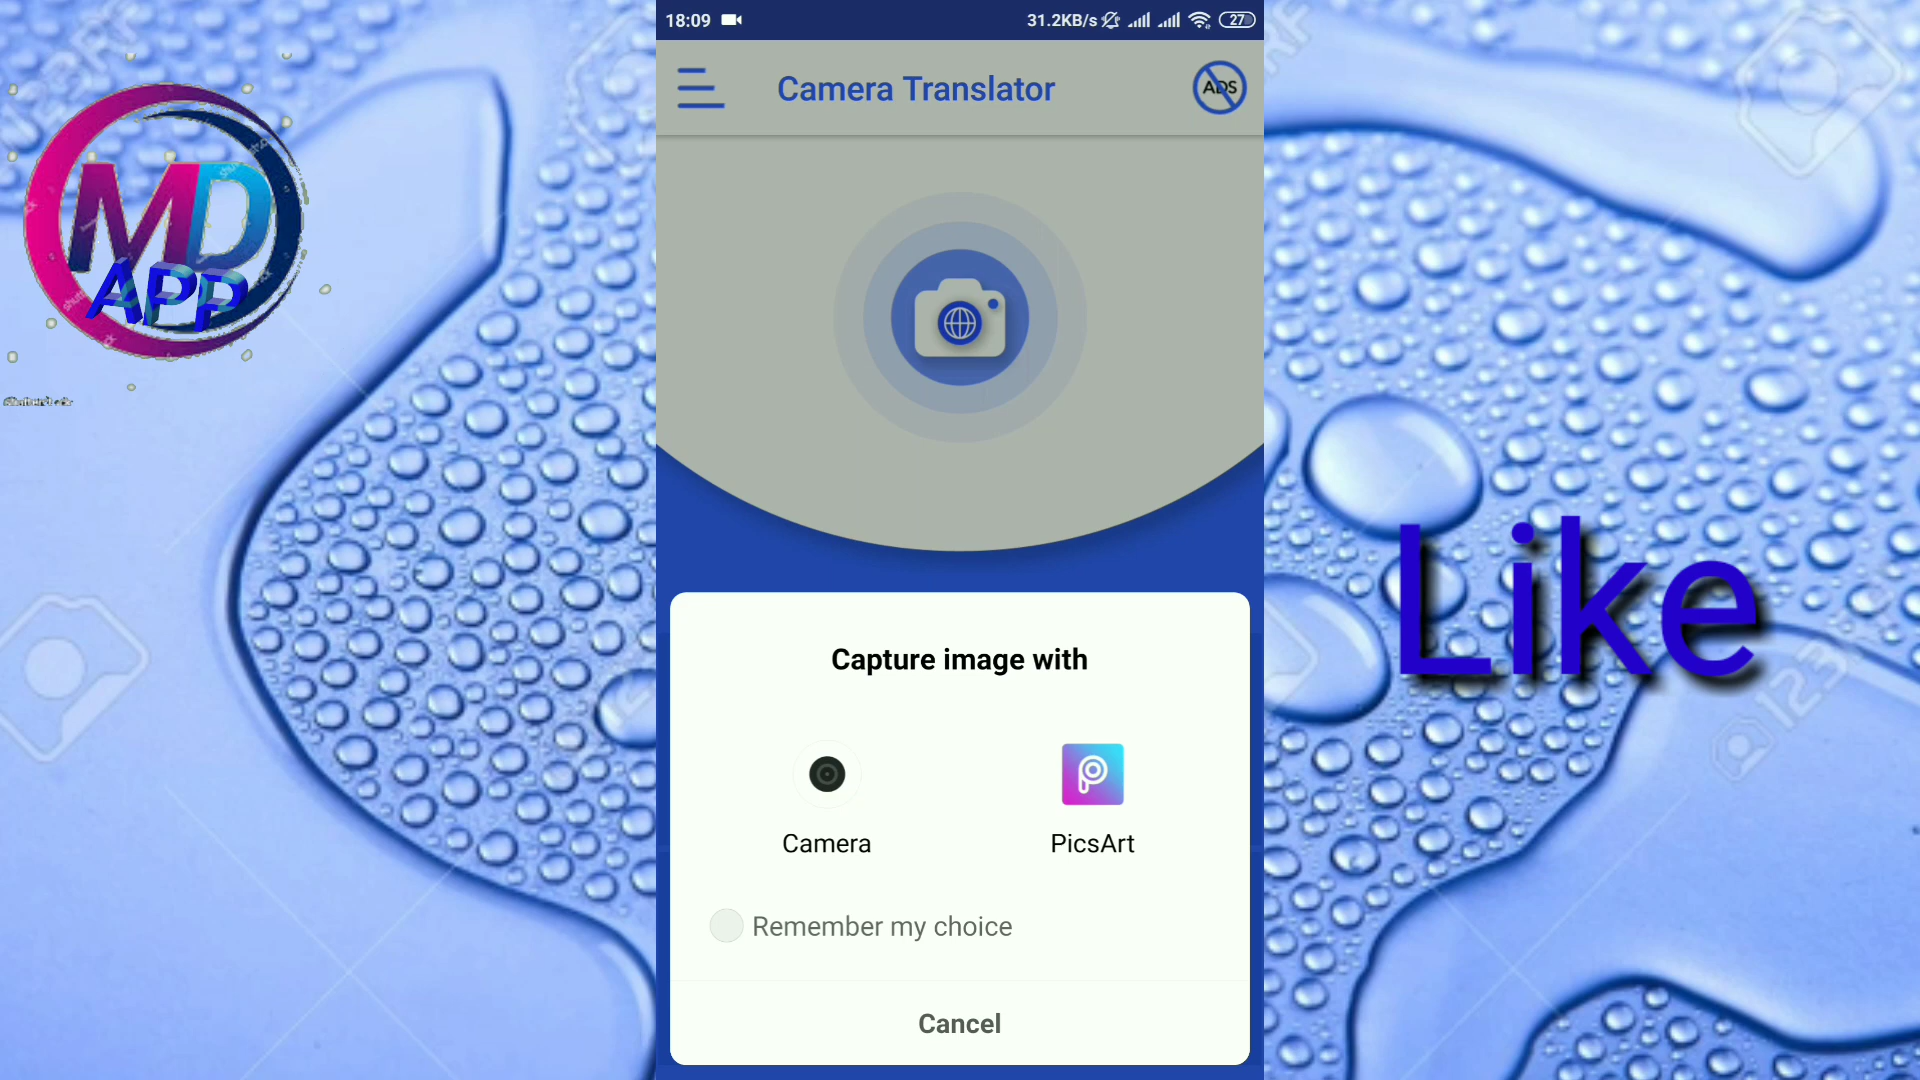 18:09
31.2KB/s
27
Camera Translator
ADS
MD
APP
shutterstock
Capture image with
Like
Camera
PicsArt
Remember my choice
Cancel